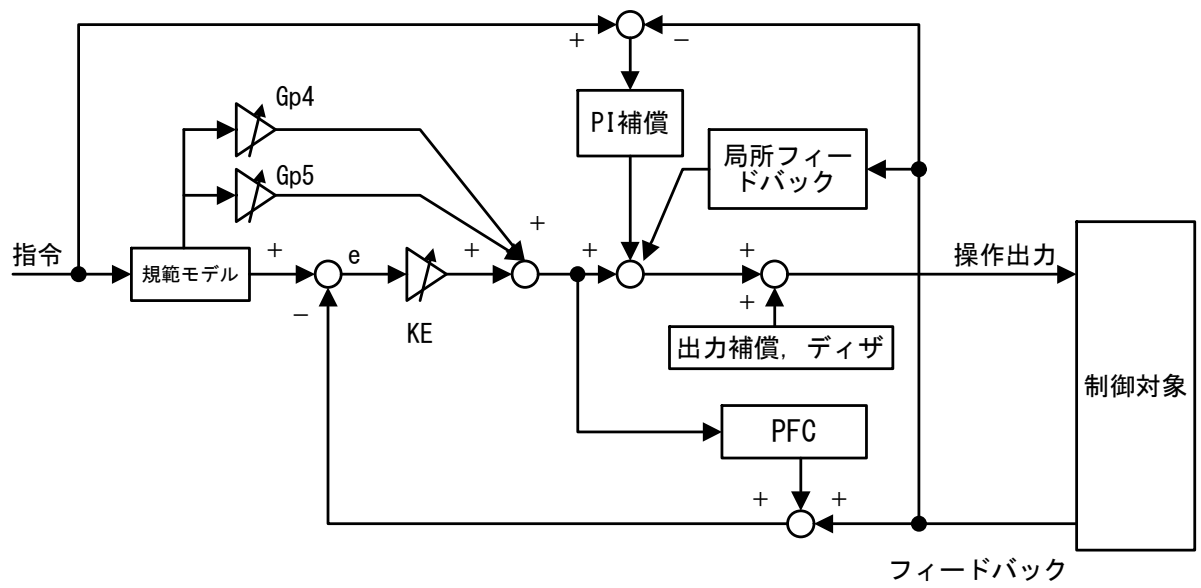 +
−
Gp4
PI補償
局所フィー
ドバック
Gp5
+
指令
規範モデル
+
−
e
KE
+
+
+
+
操作出力
出力補償，ディザ
制御対象
PFC
+
+
フィードバック